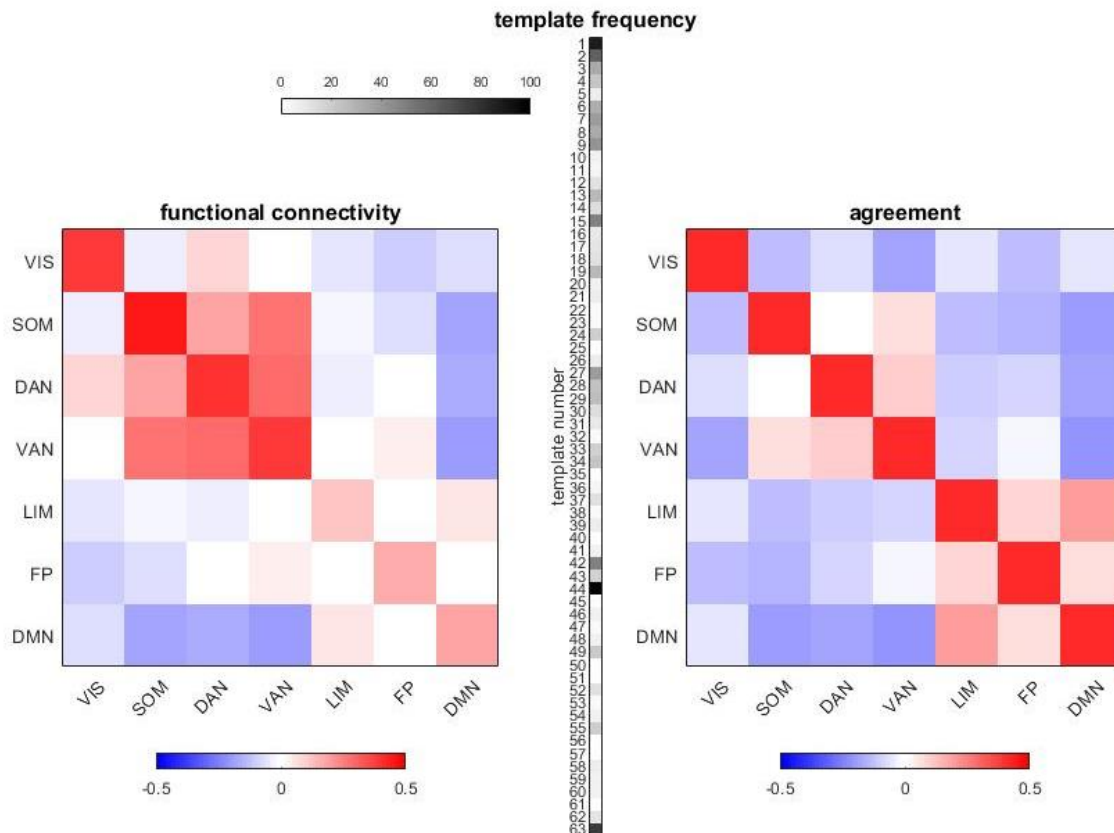 template frequency
0 20 40 60 80 100
template number
1
2
3
4
5
6
7
8
9
10
11
12
13
14
15
16
17
18
19
20
21
22
23
24
25
26
27
28
29
30
31
32
33
34
35
36
37
38
39
40
41
42
43
44
45
46
47
48
49
50
51
52
53
54
55
56
57
58
59
60
61
62
63
functional connectivity
VIS
SOM
DAN
VAN
LIM
FP
DMN
VIS SOM DAN VAN LIM FP DMN
-0.5 0 0.5
agreement
VIS
SOM
DAN
VAN
LIM
FP
DMN
VIS SOM DAN VAN LIM FP DMN
-0.5 0 0.5